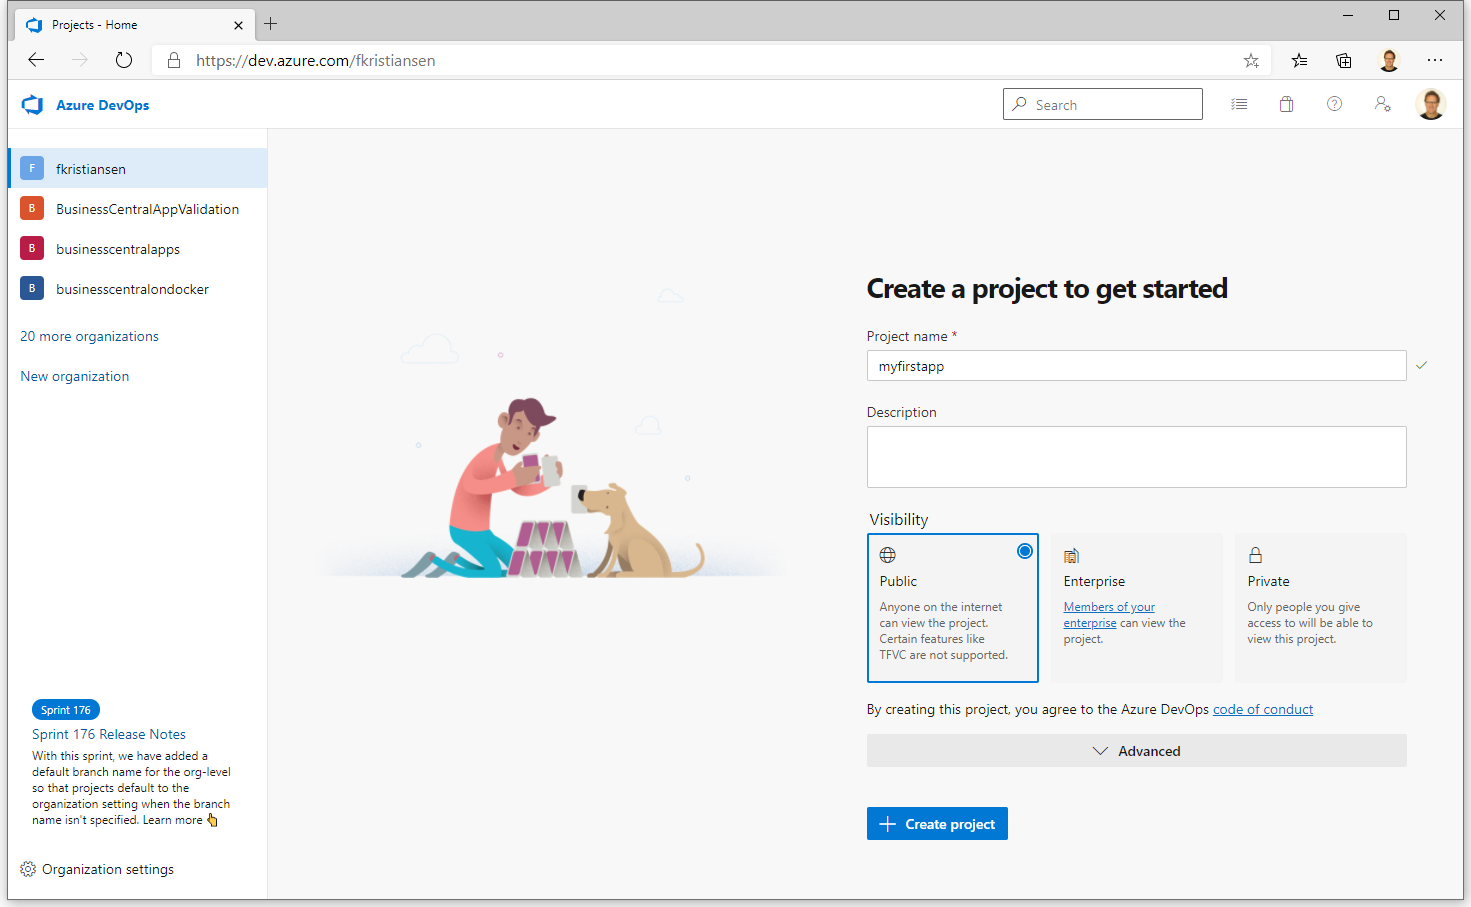 Projects - Home
https://dev.azure.com/fkristiansen
Azure DevOps
Search
F fkristiansen
B BusinessCentralAppValidation
B businesscentralapps
B businesscentralondocker
20 more organizations
New organization
Sprint 176
Sprint 176 Release Notes
With this sprint, we have added a
default branch name for the org-level
so that projects default to the
organization setting when the branch
name isn't specified. Learn more 👆
Organization settings
Create a project to get started
Project name *
myfirstapp
Description
Visibility
Public
Anyone on the internet
can view the project.
Certain features like
TFVC are not supported.
Enterprise
Members of your
enterprise can view the
project.
Private
Only people you give
access to will be able to
view this project.
By creating this project, you agree to the Azure DevOps code of conduct
Advanced
Create project